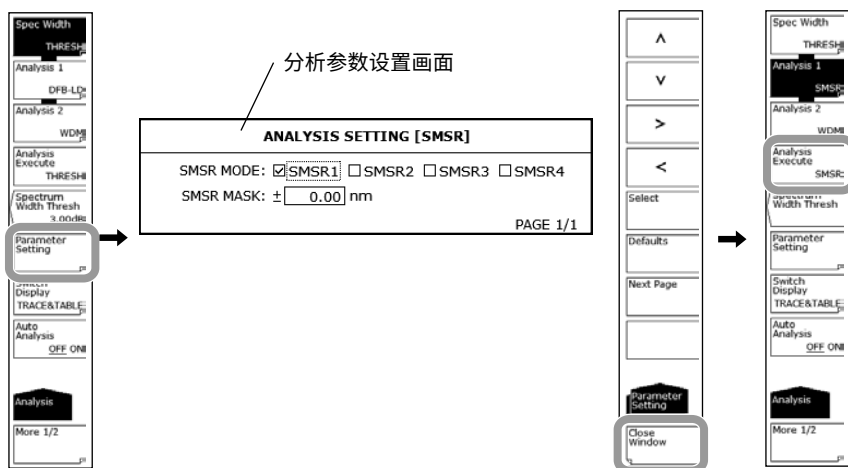 Spec Width
THRESH
Analysis 1
DFB-LD
Analysis 2
WDM
Analysis
Execute
THRESH
Spectrum
Width Thresh
3.00dB
Parameter
Setting
Switch
Display
TRACE&TABLE
Auto
Analysis
OFF ON
Analysis
More 1/2
分析参数设置画面
ANALYSIS SETTING [SMSR]
SMSR MODE: ☑SMSR1 ☐SMSR2 ☐SMSR3 ☐SMSR4
SMSR MASK: ± 0.00 nm
PAGE 1/1
∧
∨
>
<
Select
Defaults
Next Page
Parameter
Setting
Close
Window
Spec Width
THRESH
Analysis 1
SMSR
Analysis 2
WDM
Analysis
Execute
SMSR
Spectrum
Width Thresh
Parameter
Setting
Switch
Display
TRACE&TABLE
Auto
Analysis
OFF ON
Analysis
More 1/2